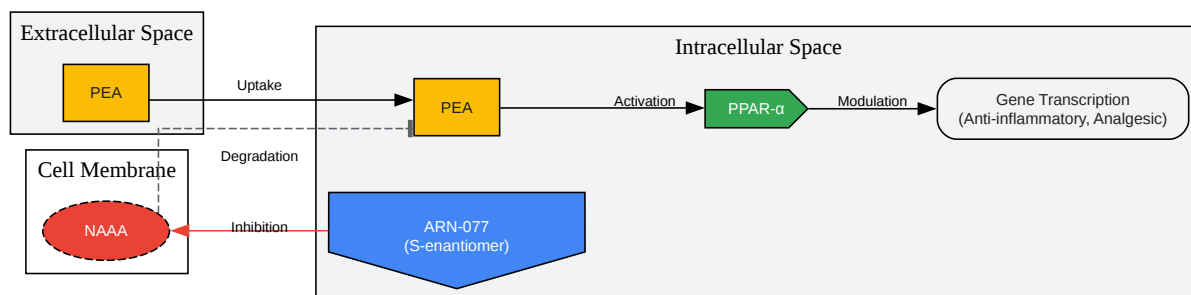 Extracellular Space
PEA
Uptake
Intracellular Space
PEA
Activation
PPAR-α
Modulation
Gene Transcription
(Anti-inflammatory, Analgesic)
Degradation
Cell Membrane
NAAA
Inhibition
ARN-077
(S-enantiomer)